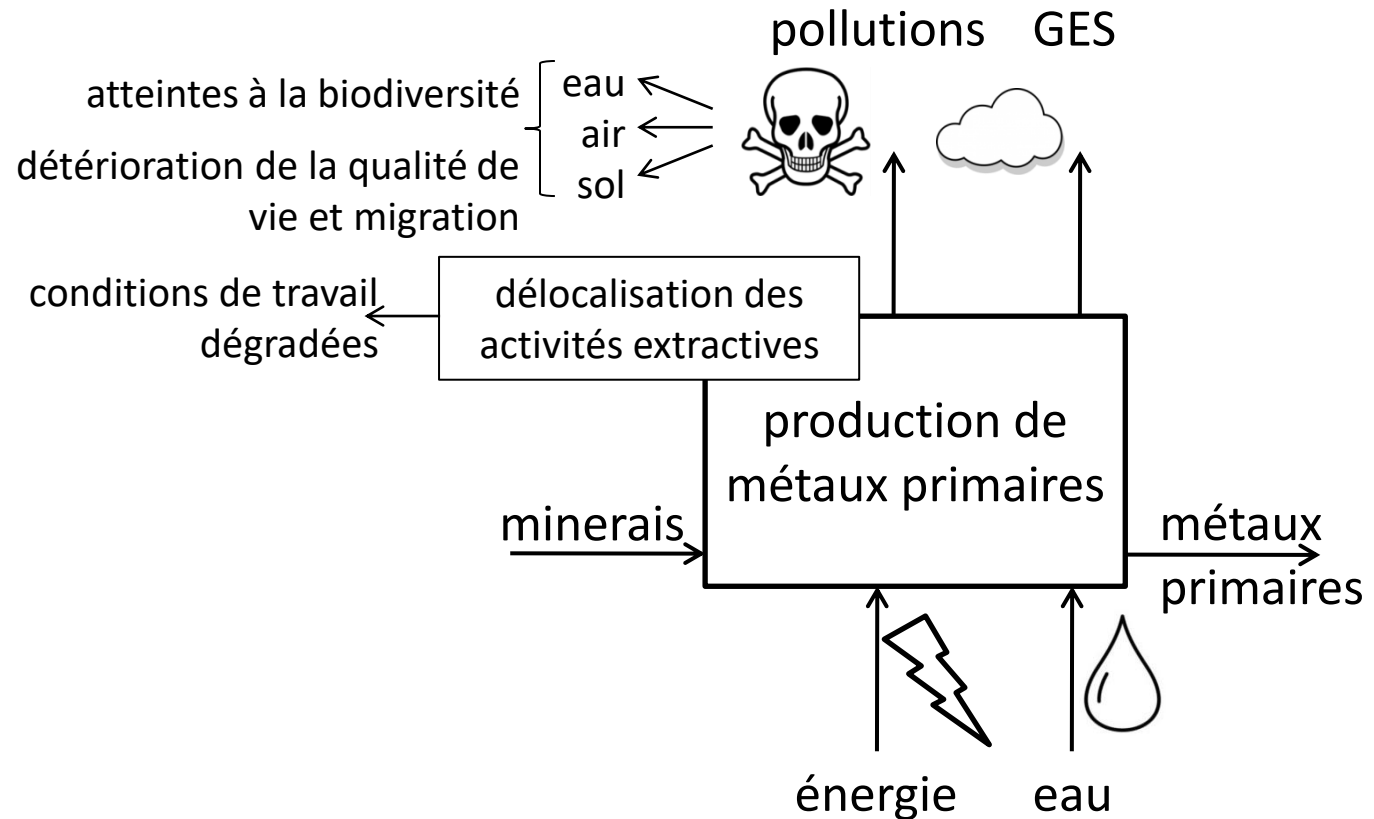 pollutions GES
atteintes à la biodiversité
eau
air
sol
détérioration de la qualité de
vie et migration
conditions de travail
dégradées
délocalisation des
activités extractives
production de
métaux primaires
minerais
métaux
primaires
énergie eau